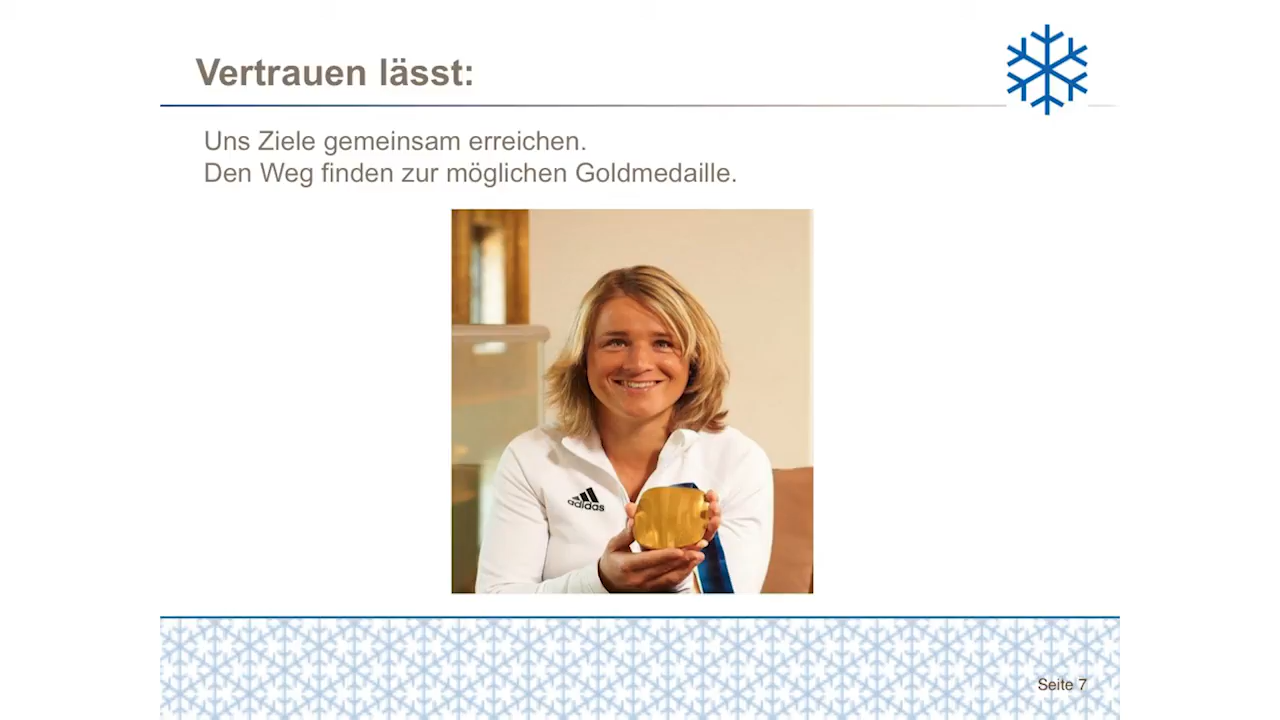 Vertrauen lässt:
Uns Ziele gemeinsam erreichen.
Den Weg finden zur möglichen Goldmedaille.
adidas
Seite 7